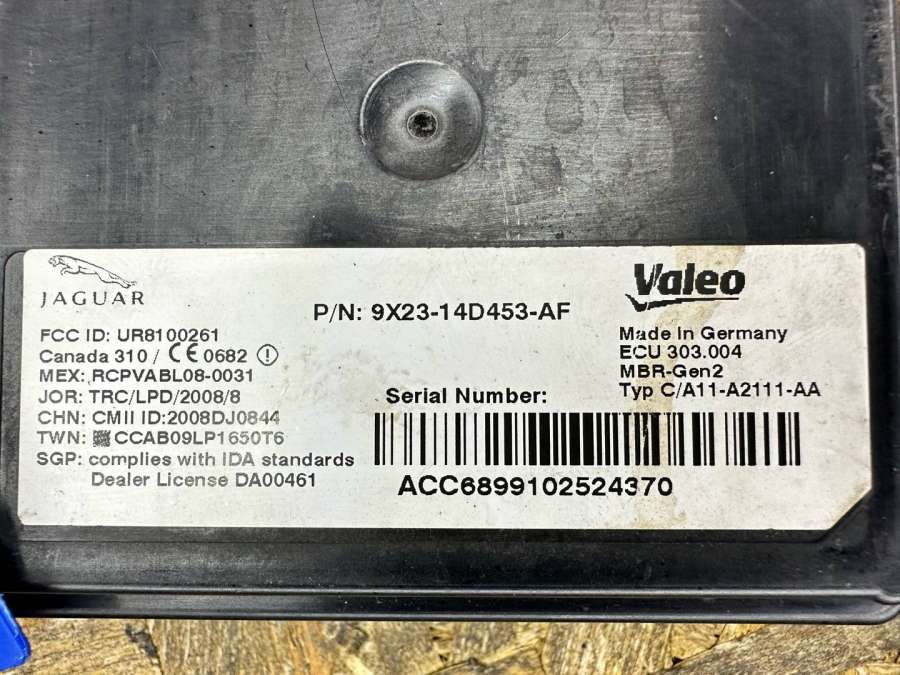 JAGUAR
P/N: 9X23-14D453-AF
Valeo
FCC ID: UR8100261
Canada 310 / CE 0682
MEX: RCPVABL08-0031
JOR: TRC/LPD/2008/8
CHN: CMII ID:2008DJ0844
TWN: CCAB09LP1650T6
SGP: complies with IDA standards
Dealer License DA00461
Serial Number:
ACC6899102524370
Made In Germany
ECU 303.004
MBR-Gen2
Typ C/A11-A2111-AA